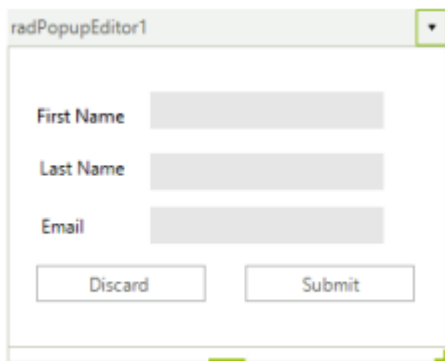 radPopupEditor1
First Name
Last Name
Email
Discard Submit